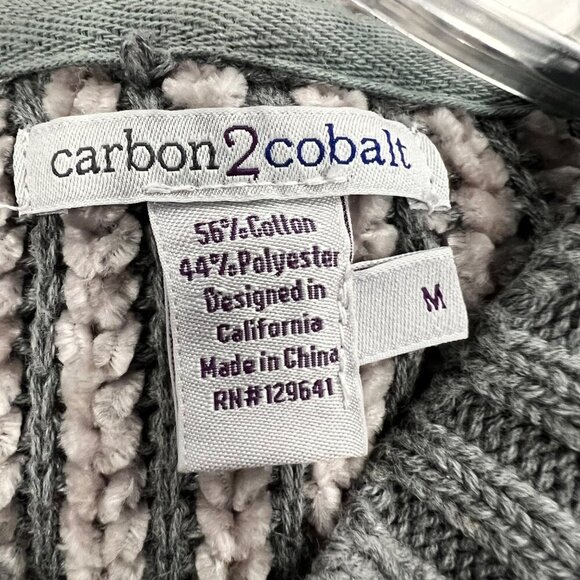 carbon2cobalt
56%Cotton
44%Polyester
Designed in
California
Made in China
RN#129641
M